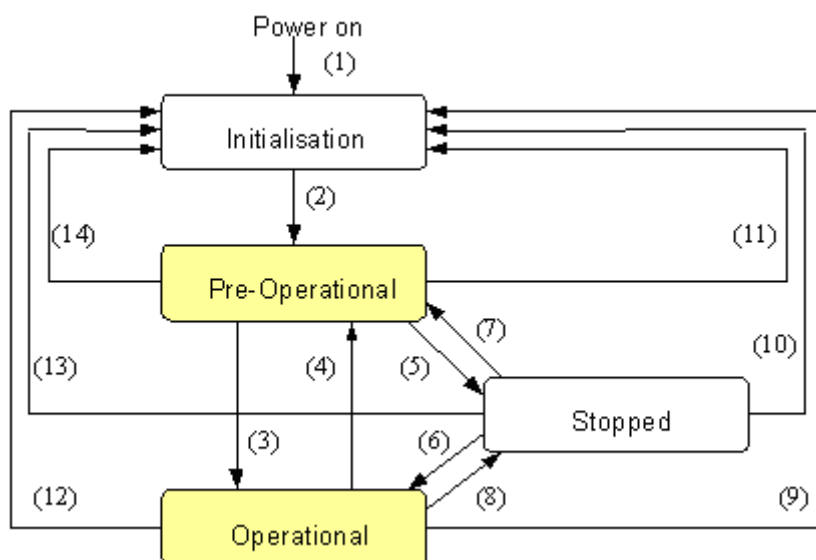 Power on
(1)
Initialisation
(2)
(14)
(11)
Pre-Operational
(7)
(13)
(4)
(5)
(10)
Stopped
(3)
(6)
(12)
(8)
(9)
Operational